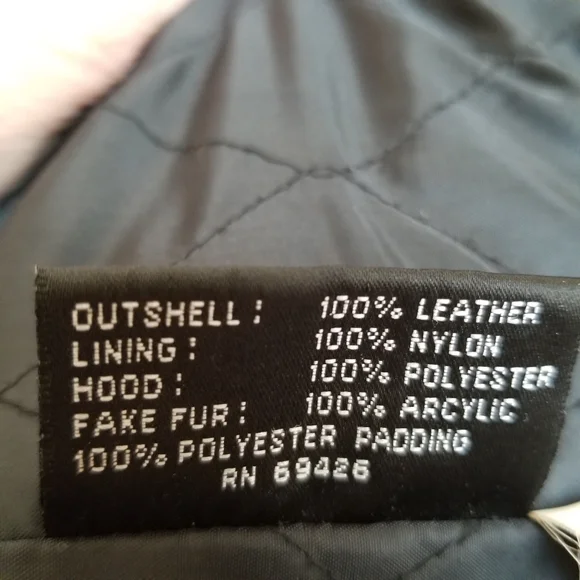 OUTSHELL: 100% LEATHER
LINING: 100% NYLON
HOOD: 100% POLYESTER
FAKE FUR: 100% ARCYLIC
100% POLYESTER PADDING
RN 69426